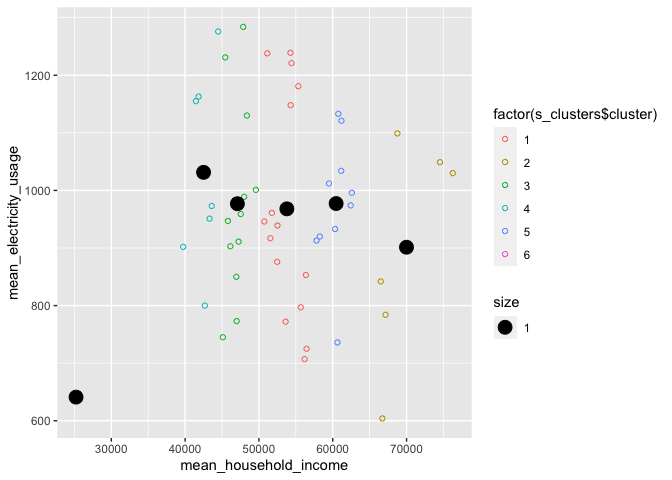 1200
1000
800
600
mean_electricity_usage
30000 40000 50000 60000 70000
mean_household_income
factor(s_clusters$cluster)
1
2
3
4
5
6
size
1